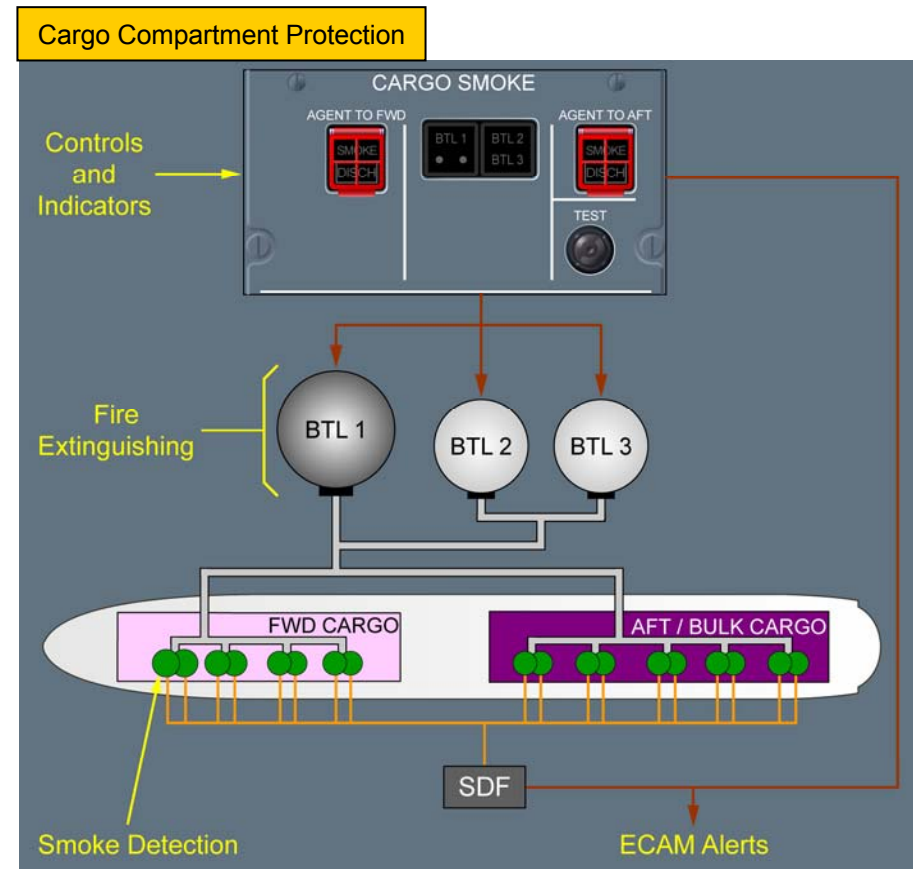 Cargo Compartment Protection
CARGO SMOKE
AGENT TO FWD
AGENT TO AFT
SMOKE
DISCH
BTL 1
BTL 2
BTL 3
SMOKE
DISCH
TEST
Controls
and
Indicators
Fire
Extinguishing
BTL 1
BTL 2
BTL 3
FWD CARGO
AFT / BULK CARGO
SDF
Smoke Detection
ECAM Alerts